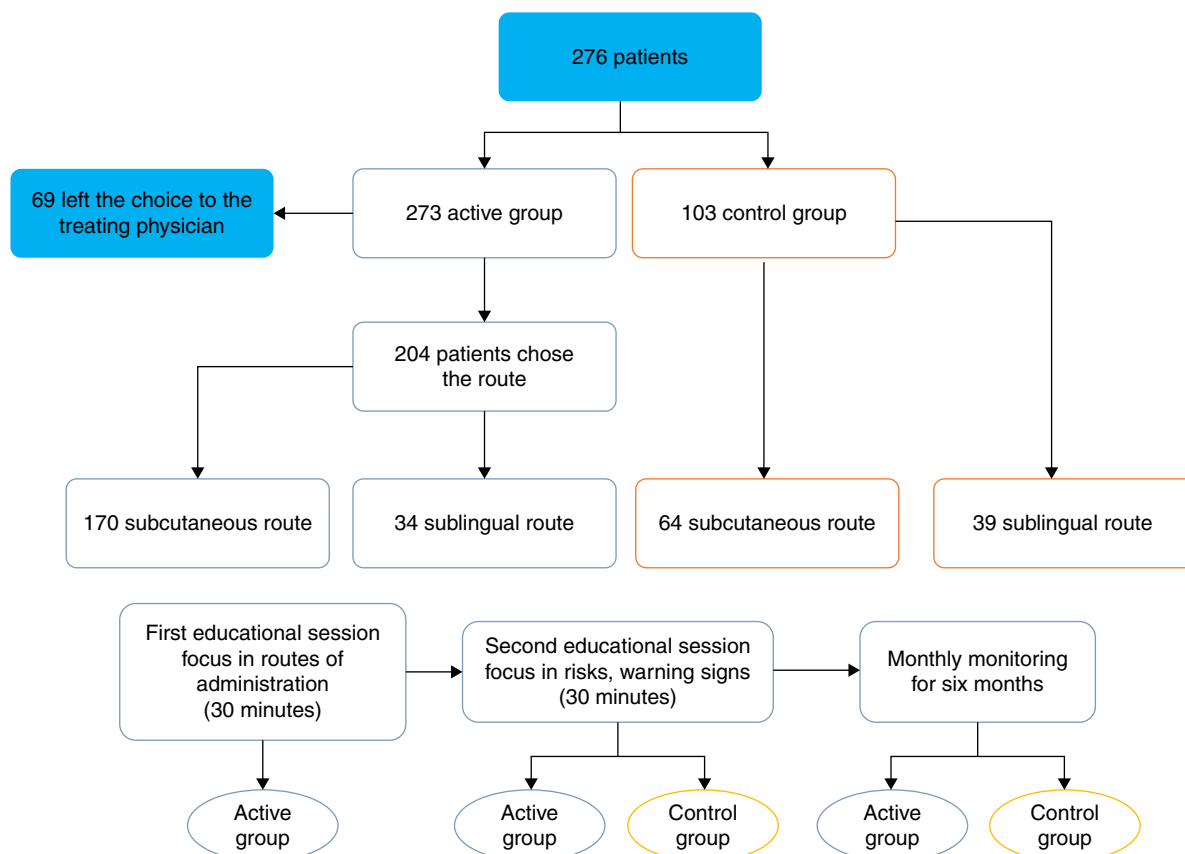 276 patients
69 left the choice to the
treating physician
273 active group
103 control group
204 patients chose
the route
170 subcutaneous route
34 sublingual route
64 subcutaneous route
39 sublingual route
First educational session
focus in routes of
administration
(30 minutes)
Second educational session
focus in risks, warning signs
(30 minutes)
Monthly monitoring
for six months
Active
group
Active
group
Control
group
Active
group
Control
group